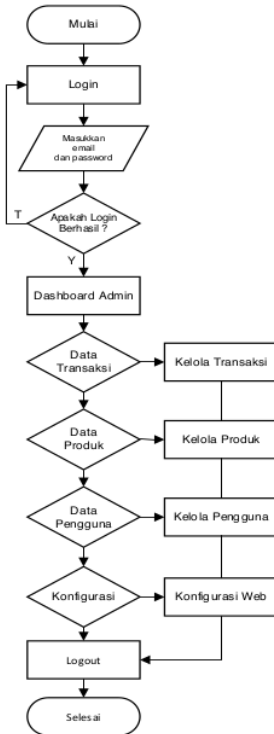 Mulai
Login
Masukkan
email
dan password
Apakah Login
Berhasil ?
T
Y
Dashboard Admin
Data
Transaksi
Kelola Transaksi
Data
Produk
Kelola Produk
Data
Pengguna
Kelola Pengguna
Konfigurasi
Konfigurasi Web
Logout
Selesai